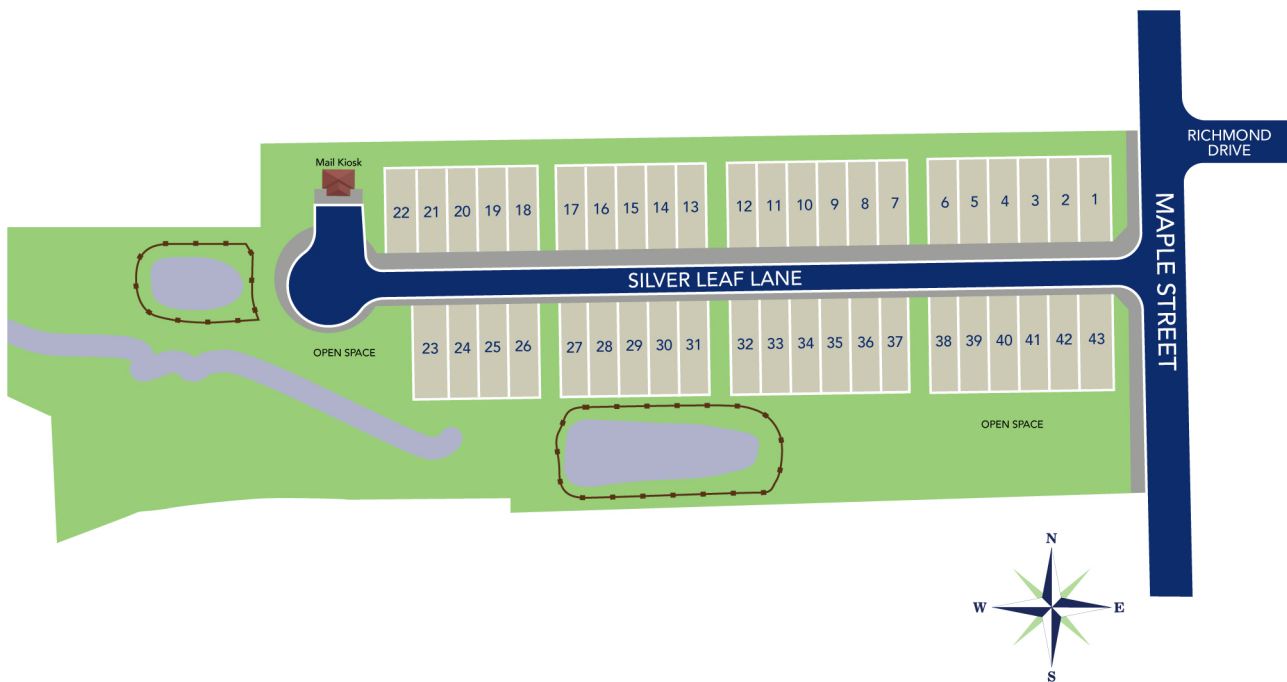 RICHMOND
DRIVE
Mail Kiosk
22 21 20 19 18 17 16 15 14 13 12 11 10 9 8 7 6 5 4 3 2 1
MAPLE STREET
SILVER LEAF LANE
23 24 25 26 27 28 29 30 31 32 33 34 35 36 37 38 39 40 41 42 43
OPEN SPACE
OPEN SPACE
N
W E
S